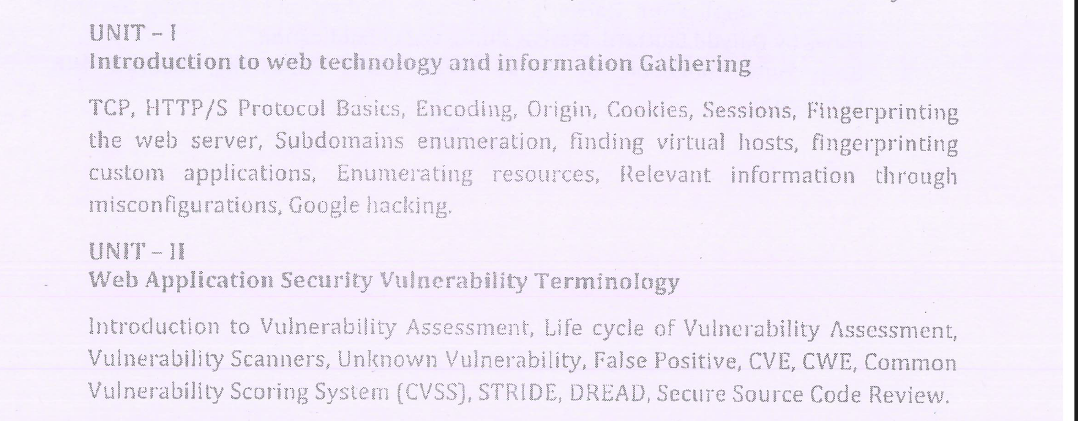 UNIT – I
Introduction to web technology and information Gathering
TCP, HTTP/S Protocol Basics, Encoding, Origin, Cookies, Sessions, Fingerprinting
the web server, Subdomains enumeration, finding virtual hosts, fingerprinting
custom applications, Enumerating resources, Relevant information through
misconfigurations, Google hacking.
UNIT – II
Web Application Security Vulnerability Terminology
Introduction to Vulnerability Assessment, Life cycle of Vulnerability Assessment,
Vulnerability Scanners, Unknown Vulnerability, False Positive, CVE, CWE, Common
Vulnerability Scoring System (CVSS), STRIDE, DREAD, Secure Source Code Review.